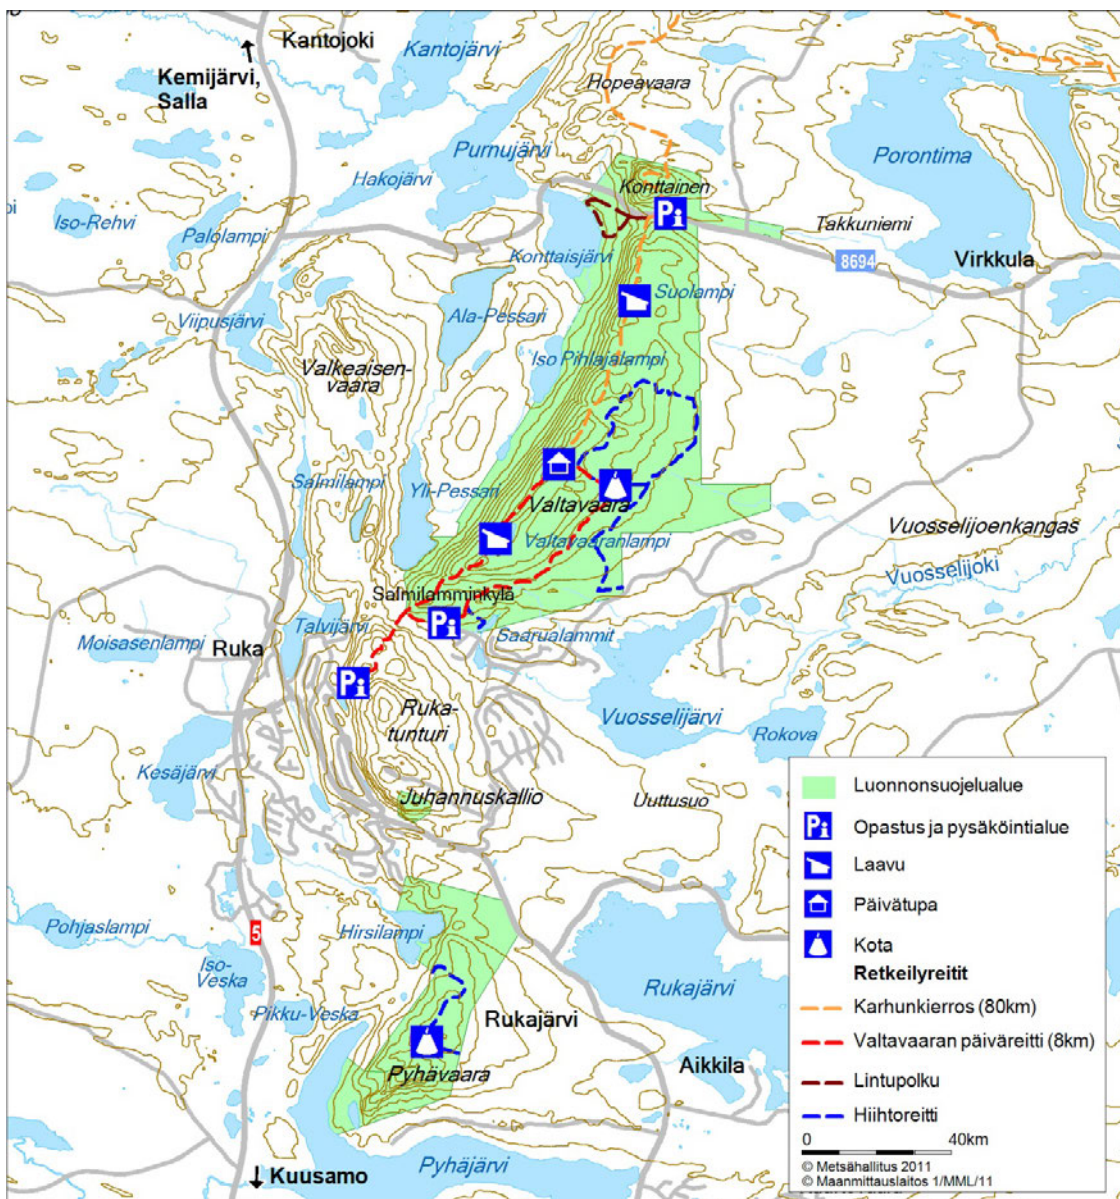 Kantojoki
Kantojärvi
Kemijärvi,
Salla
Hopeavaara
Purnujärvi
Porontima
Hakojärvi
Konttainen
Iso-Rehvi
Palolampi
Takkuniemi
Konttaisjärvi
8694
Virkkula
Suolampi
Viipusjärvi
Ala-Pessari
Iso Pihlajalampi
Valkeaisen-
vaara
Salmilampi
Yli-Pessari
Valtavaara
Vuosselijoenkangas
Valtavaaranlampi
Vuosselijoki
Salmilamminkylä
Talvijärvi
Saarualammit
Moisasenlampi
Ruka
Ruka-
tunturi
Vuosselijärvi
Rokova
Kesäjärvi
Juhannuskallio
Uuttusuo
Pohjaslampi
5
Hirsilampi
Iso-
Veska
Rukajärvi
Pikku-Veska
Rukajärvi
Aikkila
Pyhävaara
Kuusamo
Pyhäjärvi
Luonnonsuojelualue
Opastus ja pysäköintialue
Laavu
Päivätupa
Kota
Retkeilyreitit
Karhunkierros (80km)
Valtavaaran päiväreitti (8km)
Lintupolku
Hiihtoreitti
0 40km
© Metsähallitus 2011
© Maanmittauslaitos 1/MML/11